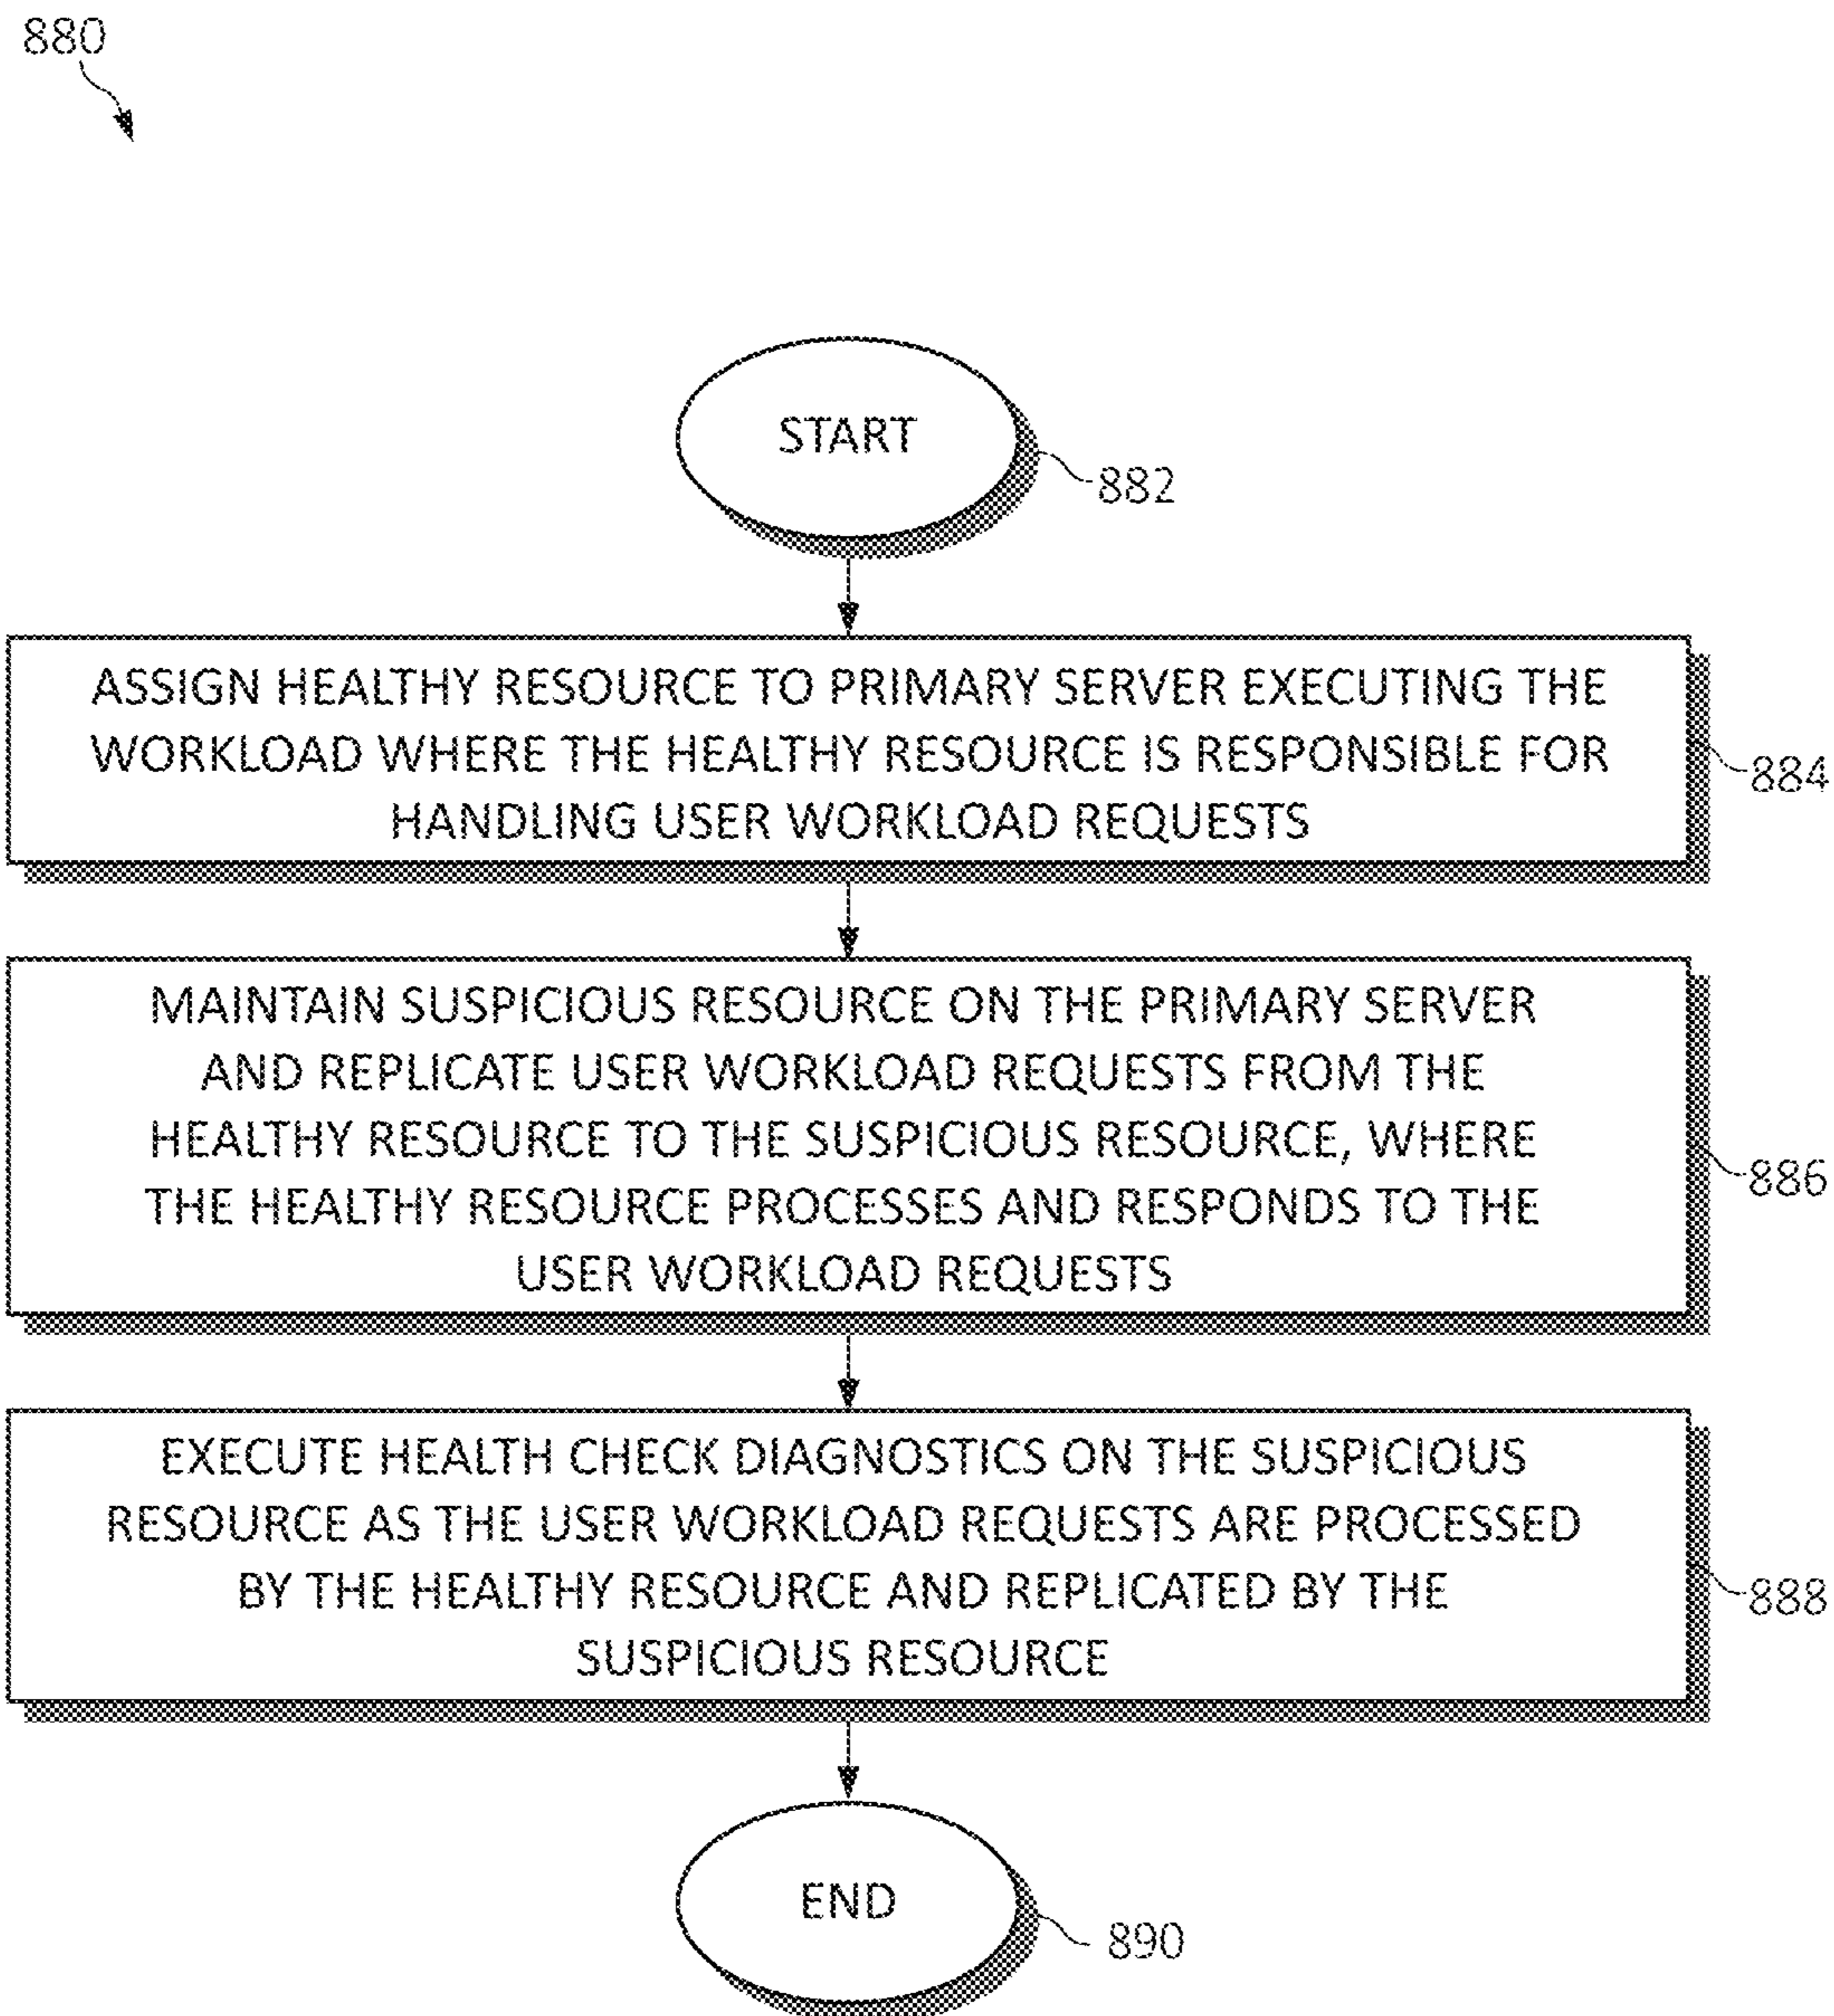 880
START
882
ASSIGN HEALTHY RESOURCE TO PRIMARY SERVER EXECUTING THE
WORKLOAD WHERE THE HEALTHY RESOURCE IS RESPONSIBLE FOR
HANDLING USER WORKLOAD REQUESTS
884
MAINTAIN SUSPICIOUS RESOURCE ON THE PRIMARY SERVER
AND REPLICATE USER WORKLOAD REQUESTS FROM THE
HEALTHY RESOURCE TO THE SUSPICIOUS RESOURCE, WHERE
THE HEALTHY RESOURCE PROCESSES AND RESPONDS TO THE
USER WORKLOAD REQUESTS
886
EXECUTE HEALTH CHECK DIAGNOSTICS ON THE SUSPICIOUS
RESOURCE AS THE USER WORKLOAD REQUESTS ARE PROCESSED
BY THE HEALTHY RESOURCE AND REPLICATED BY THE
SUSPICIOUS RESOURCE
888
END
890